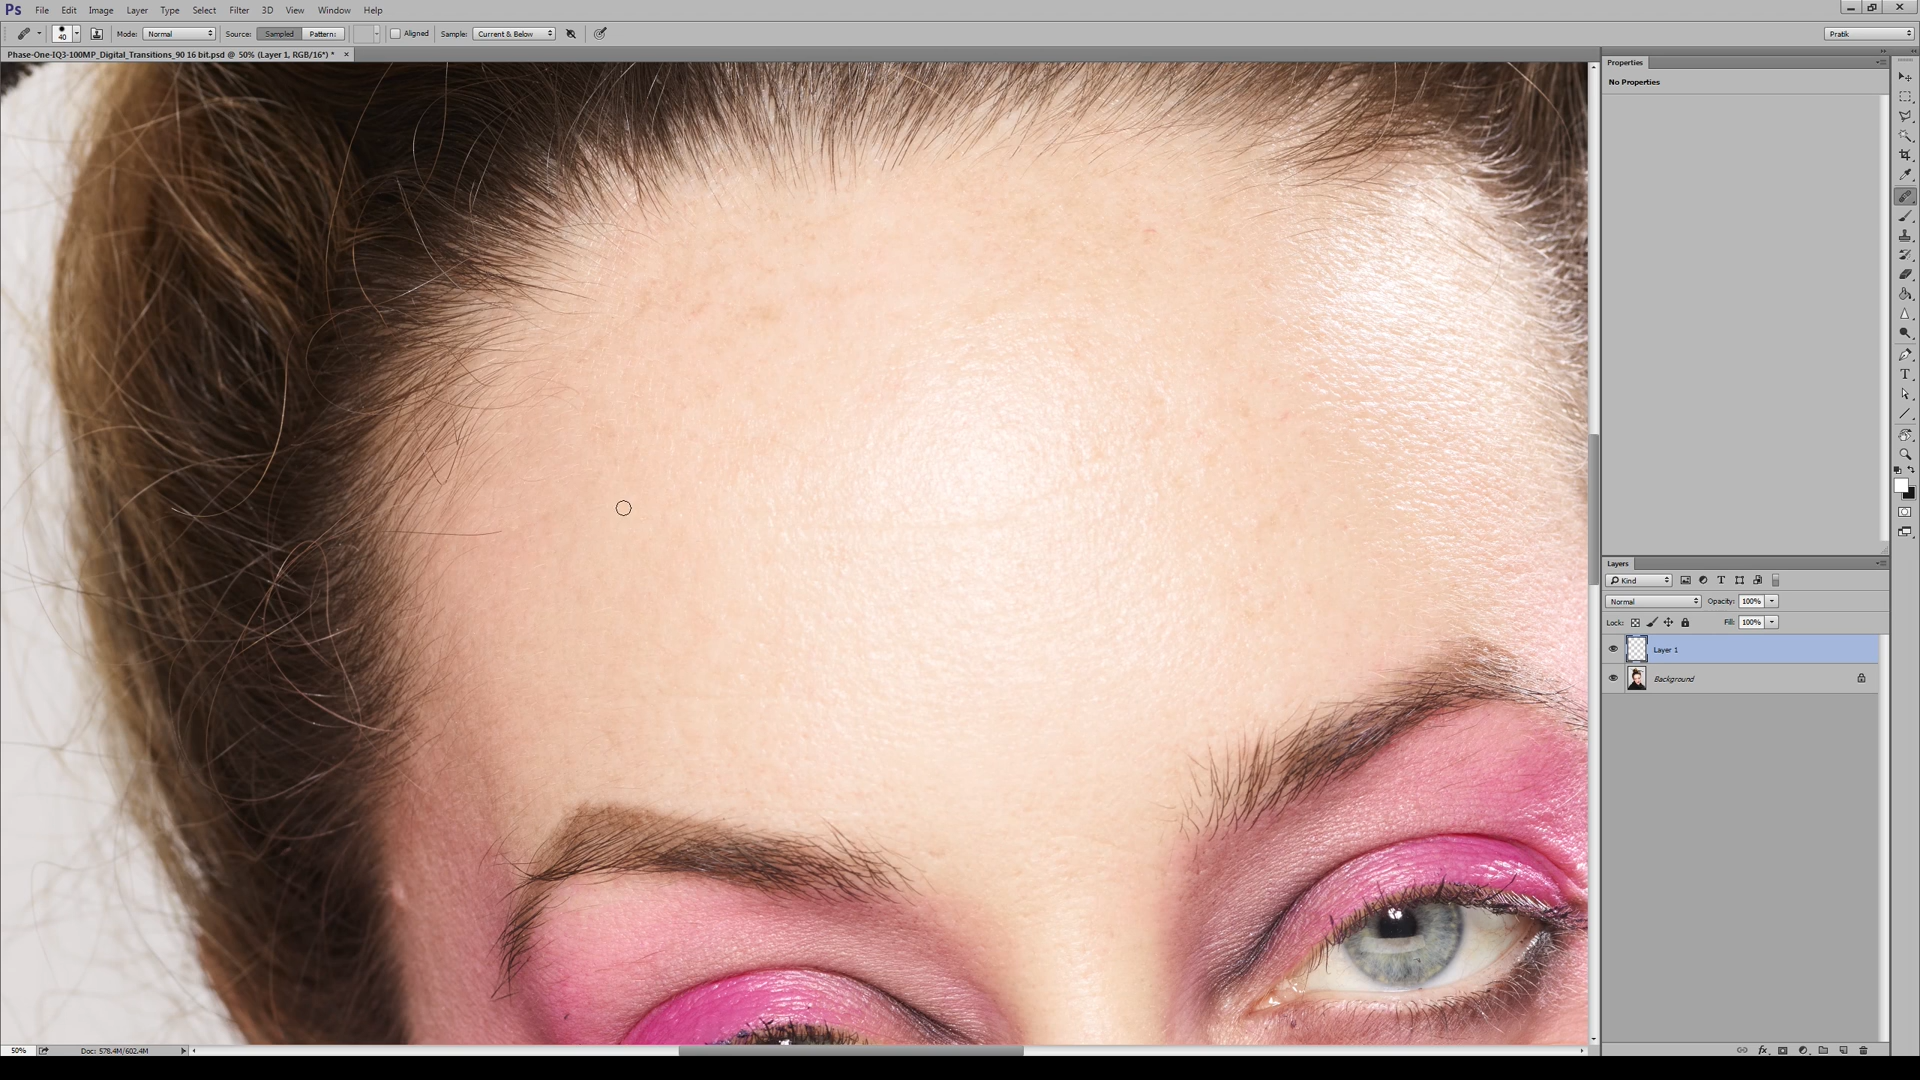 Ps File Edit Image Layer Type Select Filter 3D View Window Help
40 Mode: Normal Source: Sampled Pattern: Aligned Sample: Current & Below Pratik
Phase-One-IQ3-100MP_Digital_Transitions_90 16 bit.psd @ 50% (Layer 1, RGB/16*) * ×
Properties
No Properties
Layers
Kind
Normal Opacity: 100%
Lock: Fill: 100%
Layer 1
Background
50% Doc: 578.4M/602.4M